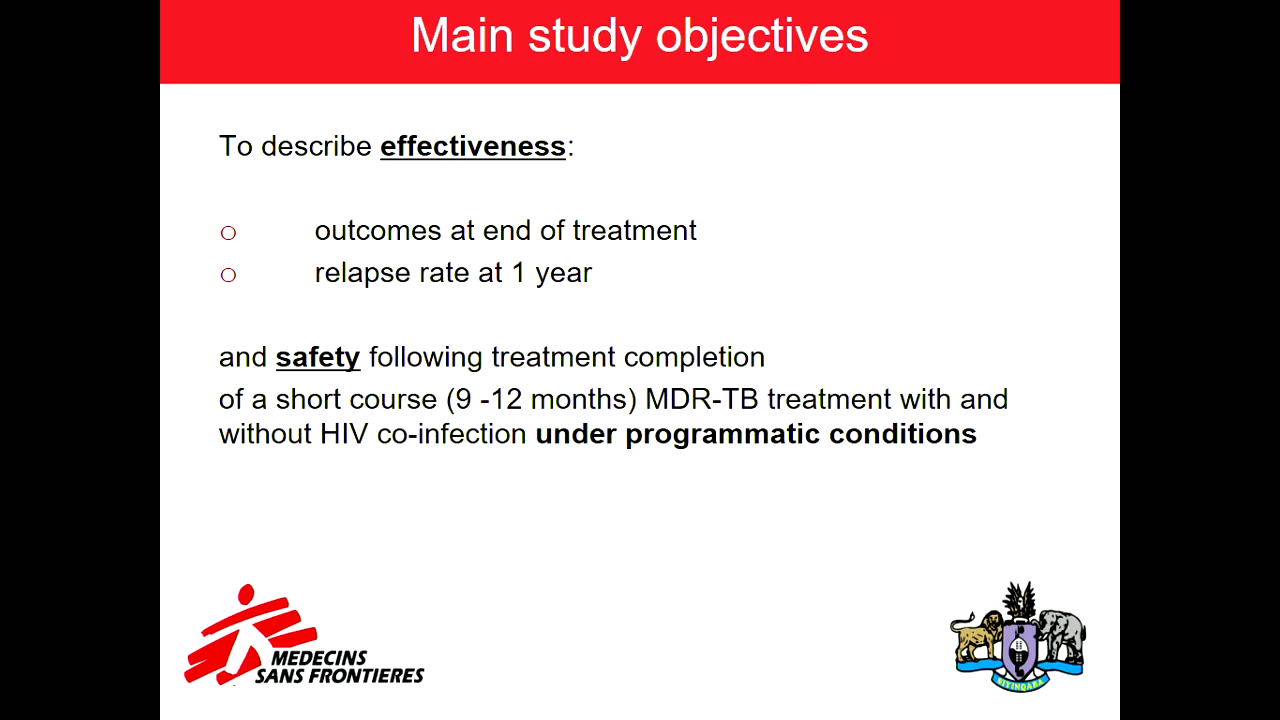 Main study objectives
To describe effectiveness:
o outcomes at end of treatment
o relapse rate at 1 year
and safety following treatment completion
of a short course (9 -12 months) MDR-TB treatment with and
without HIV co-infection under programmatic conditions
MEDECINS
SANS FRONTIERES
SIYINQABA